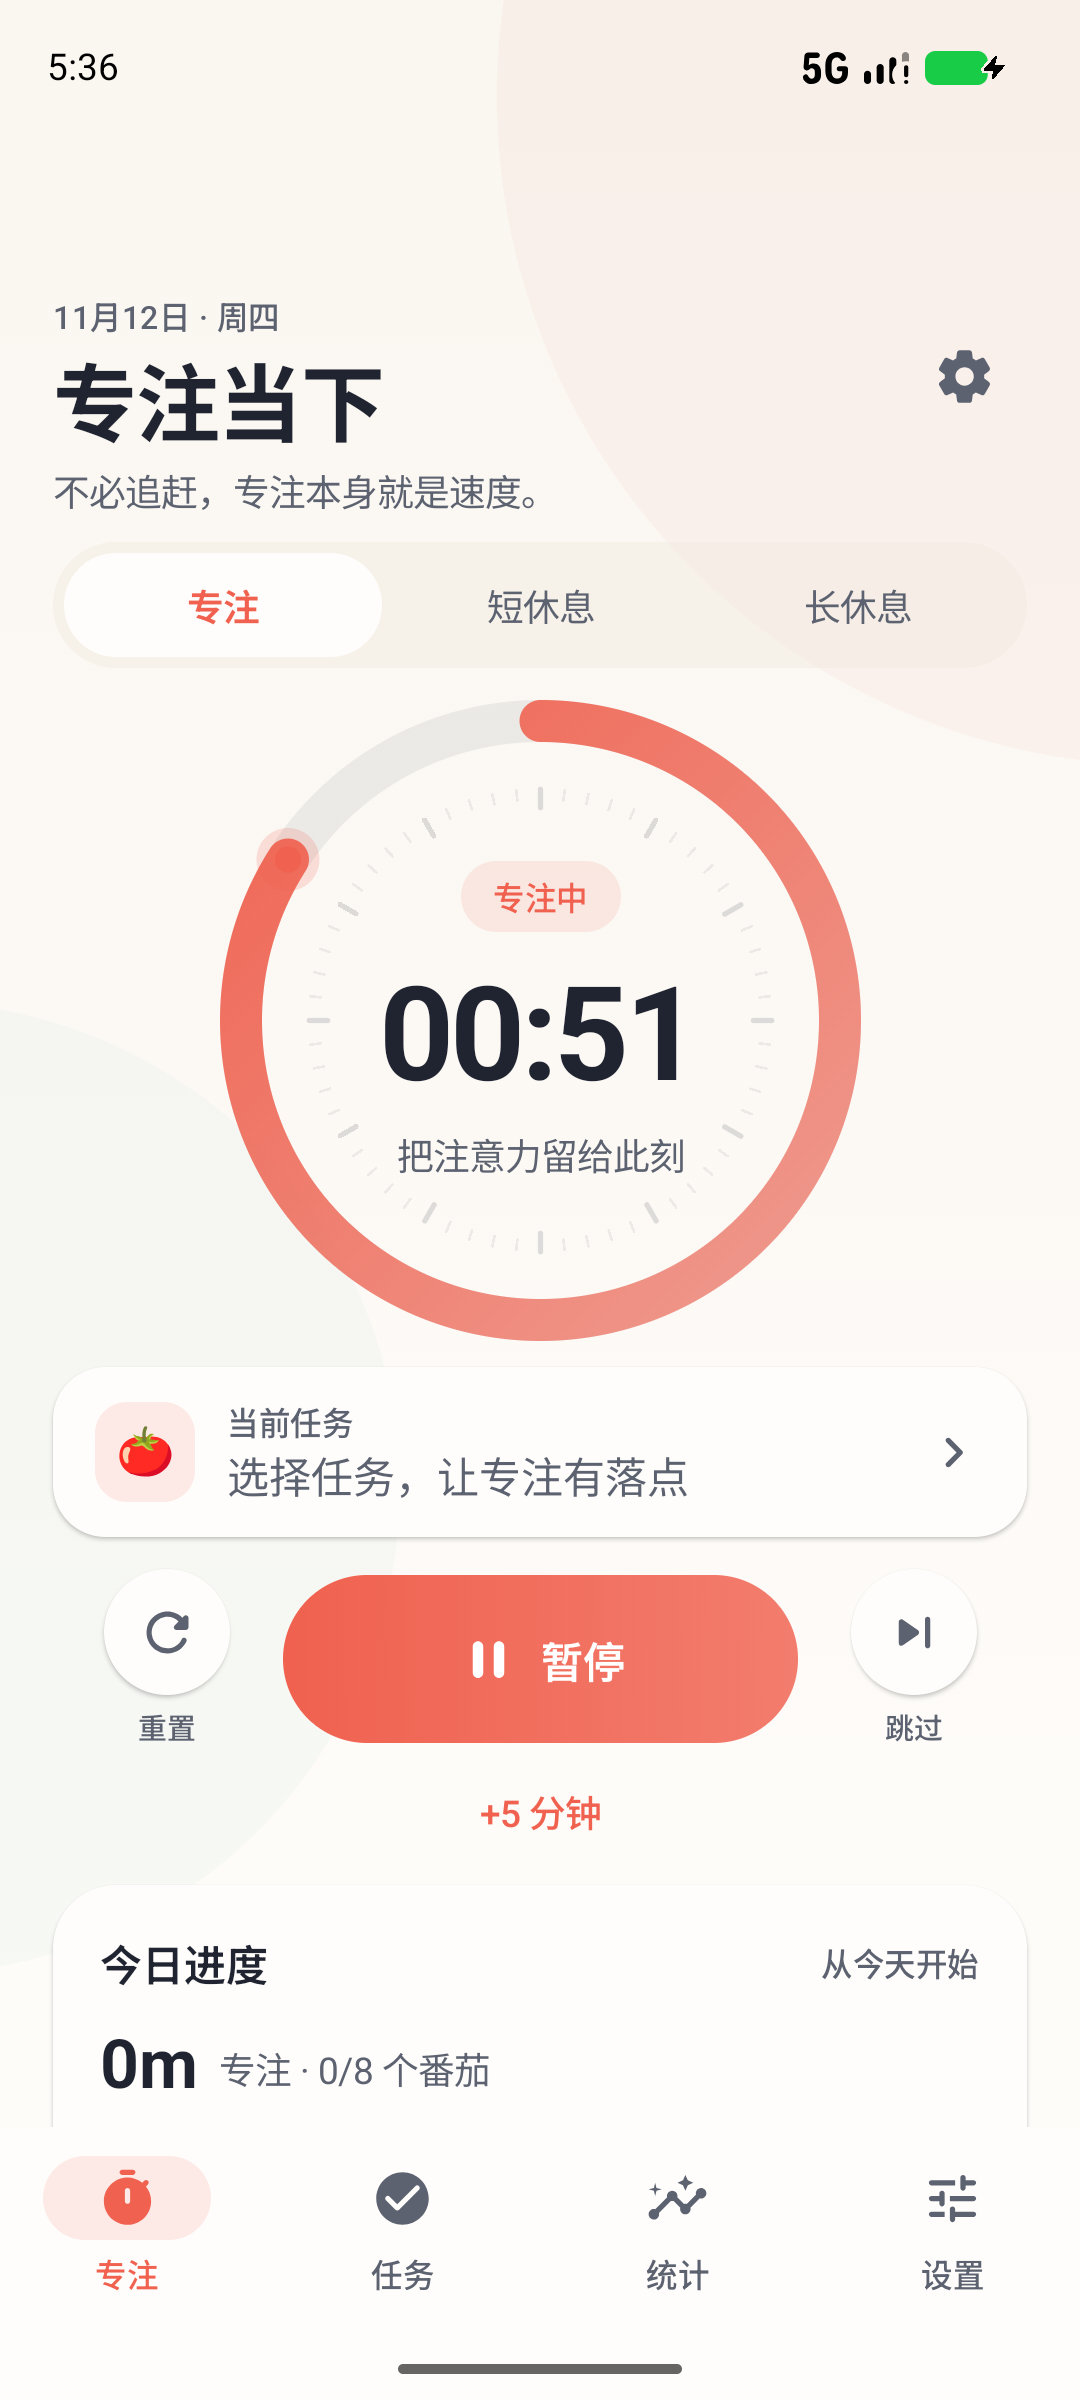 5:36
5G
11月12日 · 周四
专注当下
不必追赶，专注本身就是速度。
专注
短休息
长休息
专注中
00:51
把注意力留给此刻
当前任务
选择任务，让专注有落点
重置
暂停
跳过
+5 分钟
今日进度
从今天开始
0m 专注 · 0/8 个番茄
专注
任务
统计
设置